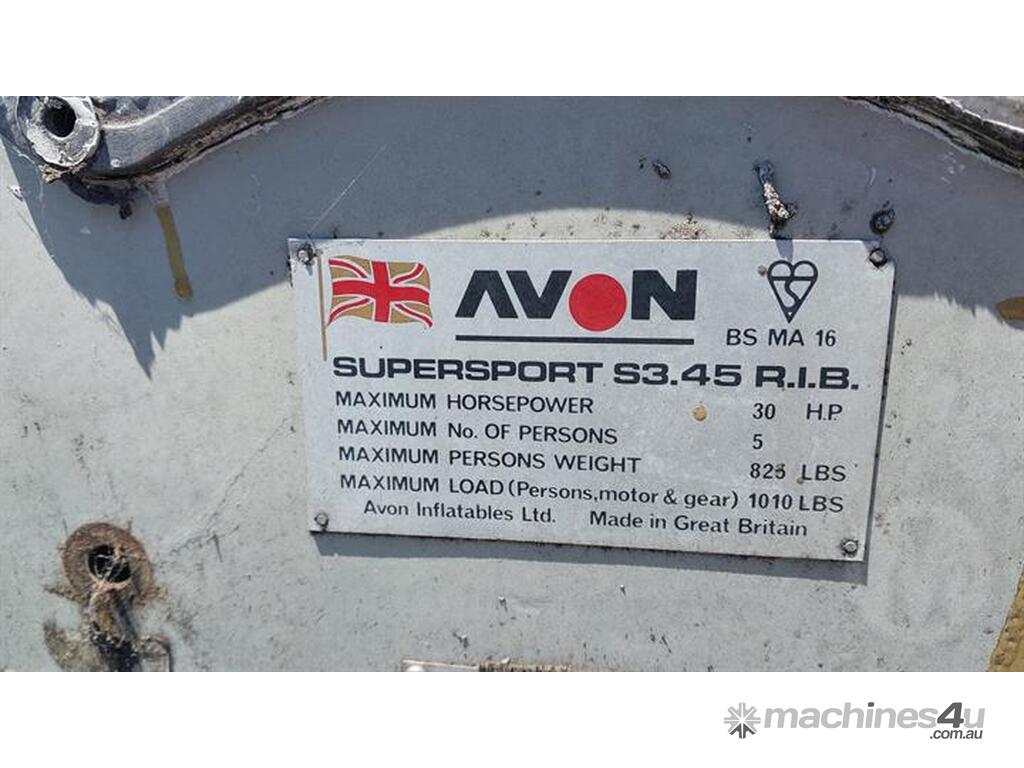 AVON
BS MA 16
SUPERSPORT S3.45 R.I.B.
MAXIMUM HORSEPOWER 30 H.P.
MAXIMUM No. OF PERSONS 5
MAXIMUM PERSONS WEIGHT 825 LBS
MAXIMUM LOAD (Persons, motor & gear) 1010 LBS
Avon Inflatables Ltd. Made in Great Britain
machines4u
.com.au